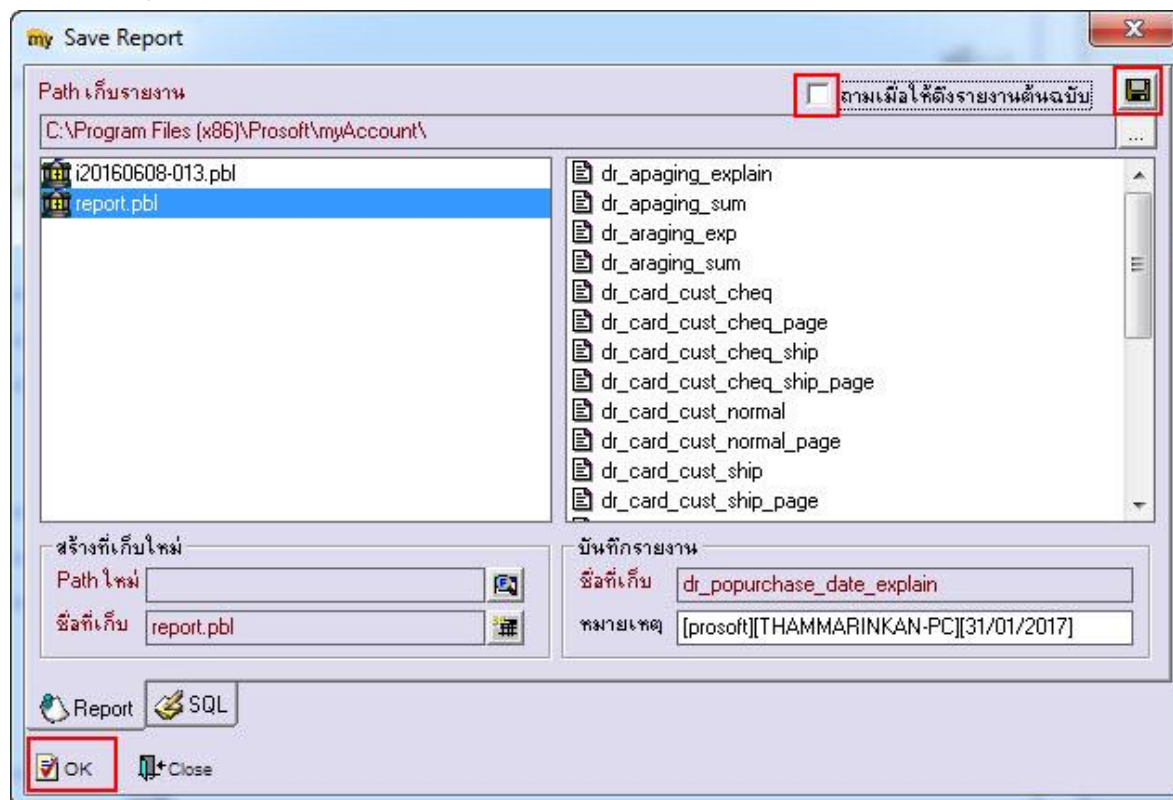 my Save Report
Path เก็บรายงาน
ถามเมื่อให้ดึงรายงานต้นฉบับ
C:\Program Files (x86)\Prosoft\myAccount\
...
i20160608-013.pbl
report.pbl
dr_apaging_explain
dr_apaging_sum
dr_araging_exp
dr_araging_sum
dr_card_cust_cheq
dr_card_cust_cheq_page
dr_card_cust_cheq_ship
dr_card_cust_cheq_ship_page
dr_card_cust_normal
dr_card_cust_normal_page
dr_card_cust_ship
dr_card_cust_ship_page
สร้างที่เก็บใหม่
Path ใหม่
ชื่อที่เก็บ report.pbl
บันทึกรายงาน
ชื่อที่เก็บ dr_popurchase_date_explain
หมายเหตุ [prosoft][THAMMARINKAN-PC][31/01/2017]
Report SQL
OK Close